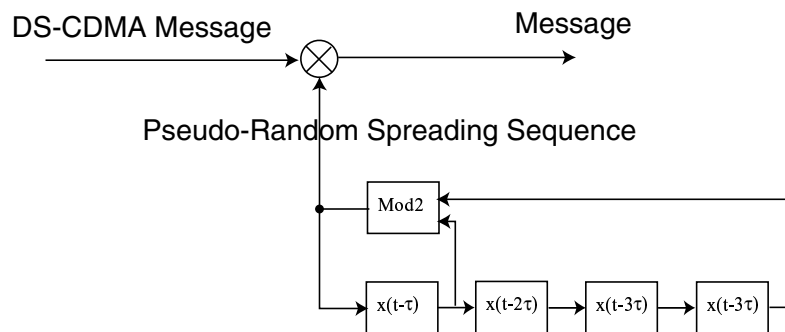 DS-CDMA Message
Message
Pseudo-Random Spreading Sequence
Mod2
x(t-τ)
x(t-2τ)
x(t-3τ)
x(t-3τ)